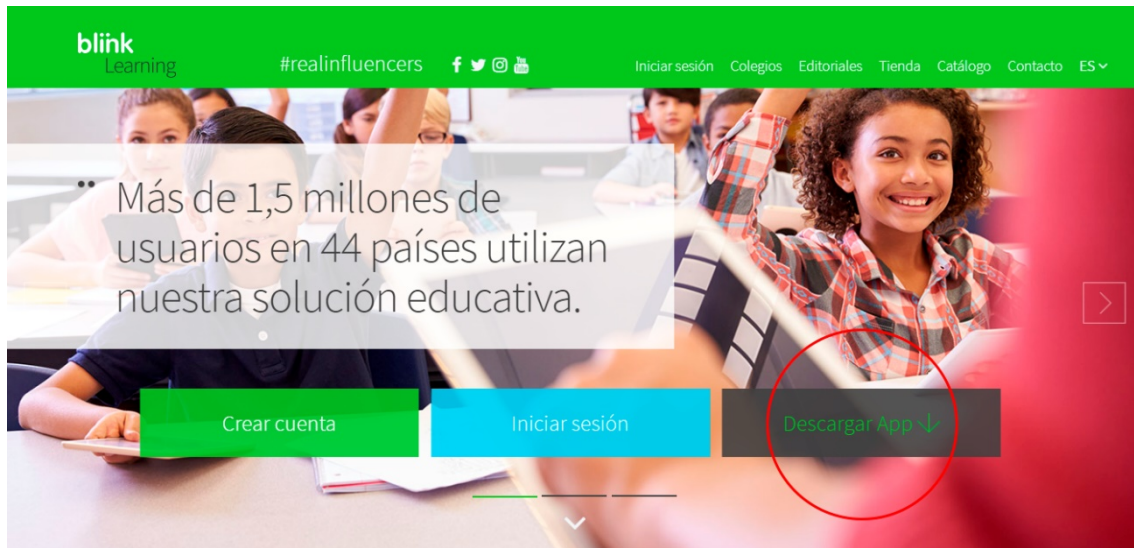 blink
Learning
#realinfluencers
Iniciar sesión Colegios Editoriales Tienda Catálogo Contacto ES
Más de 1,5 millones de
usuarios en 44 países utilizan
nuestra solución educativa.
Crear cuenta
Iniciar sesión
Descargar App